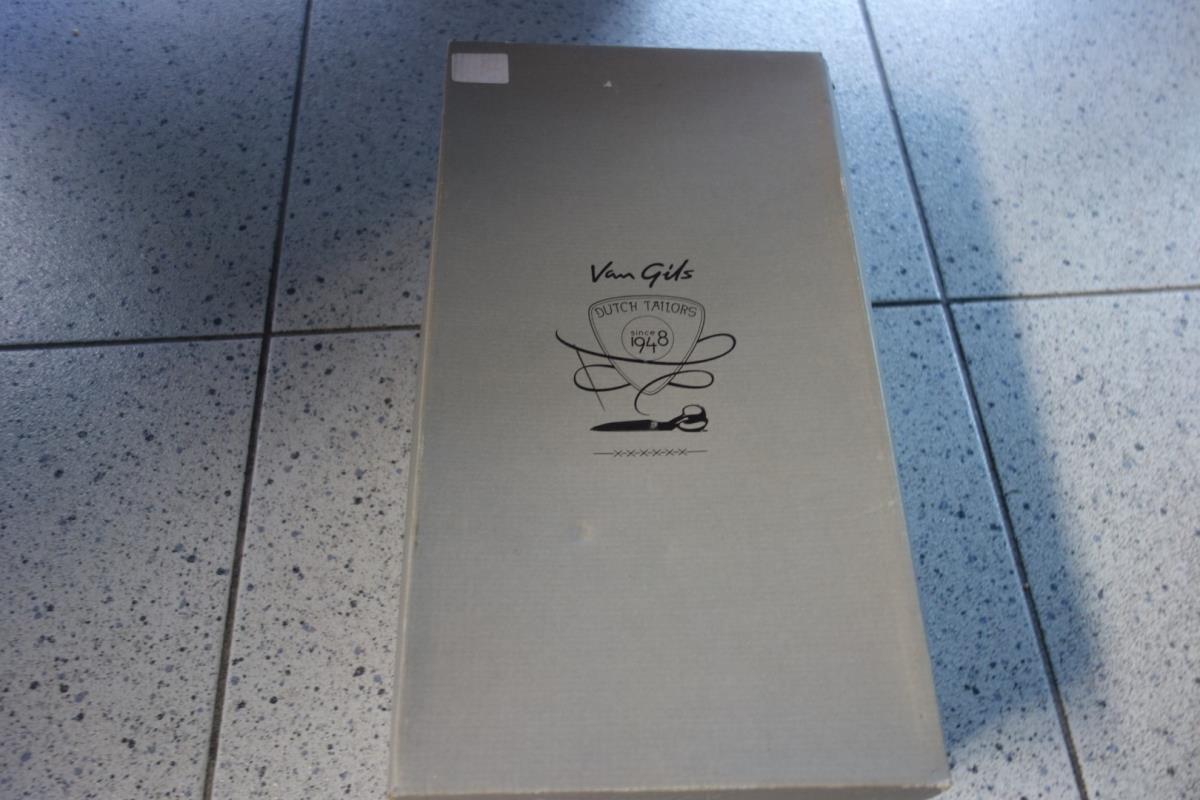 Van Gils
DUTCH TAILORS
since
1948